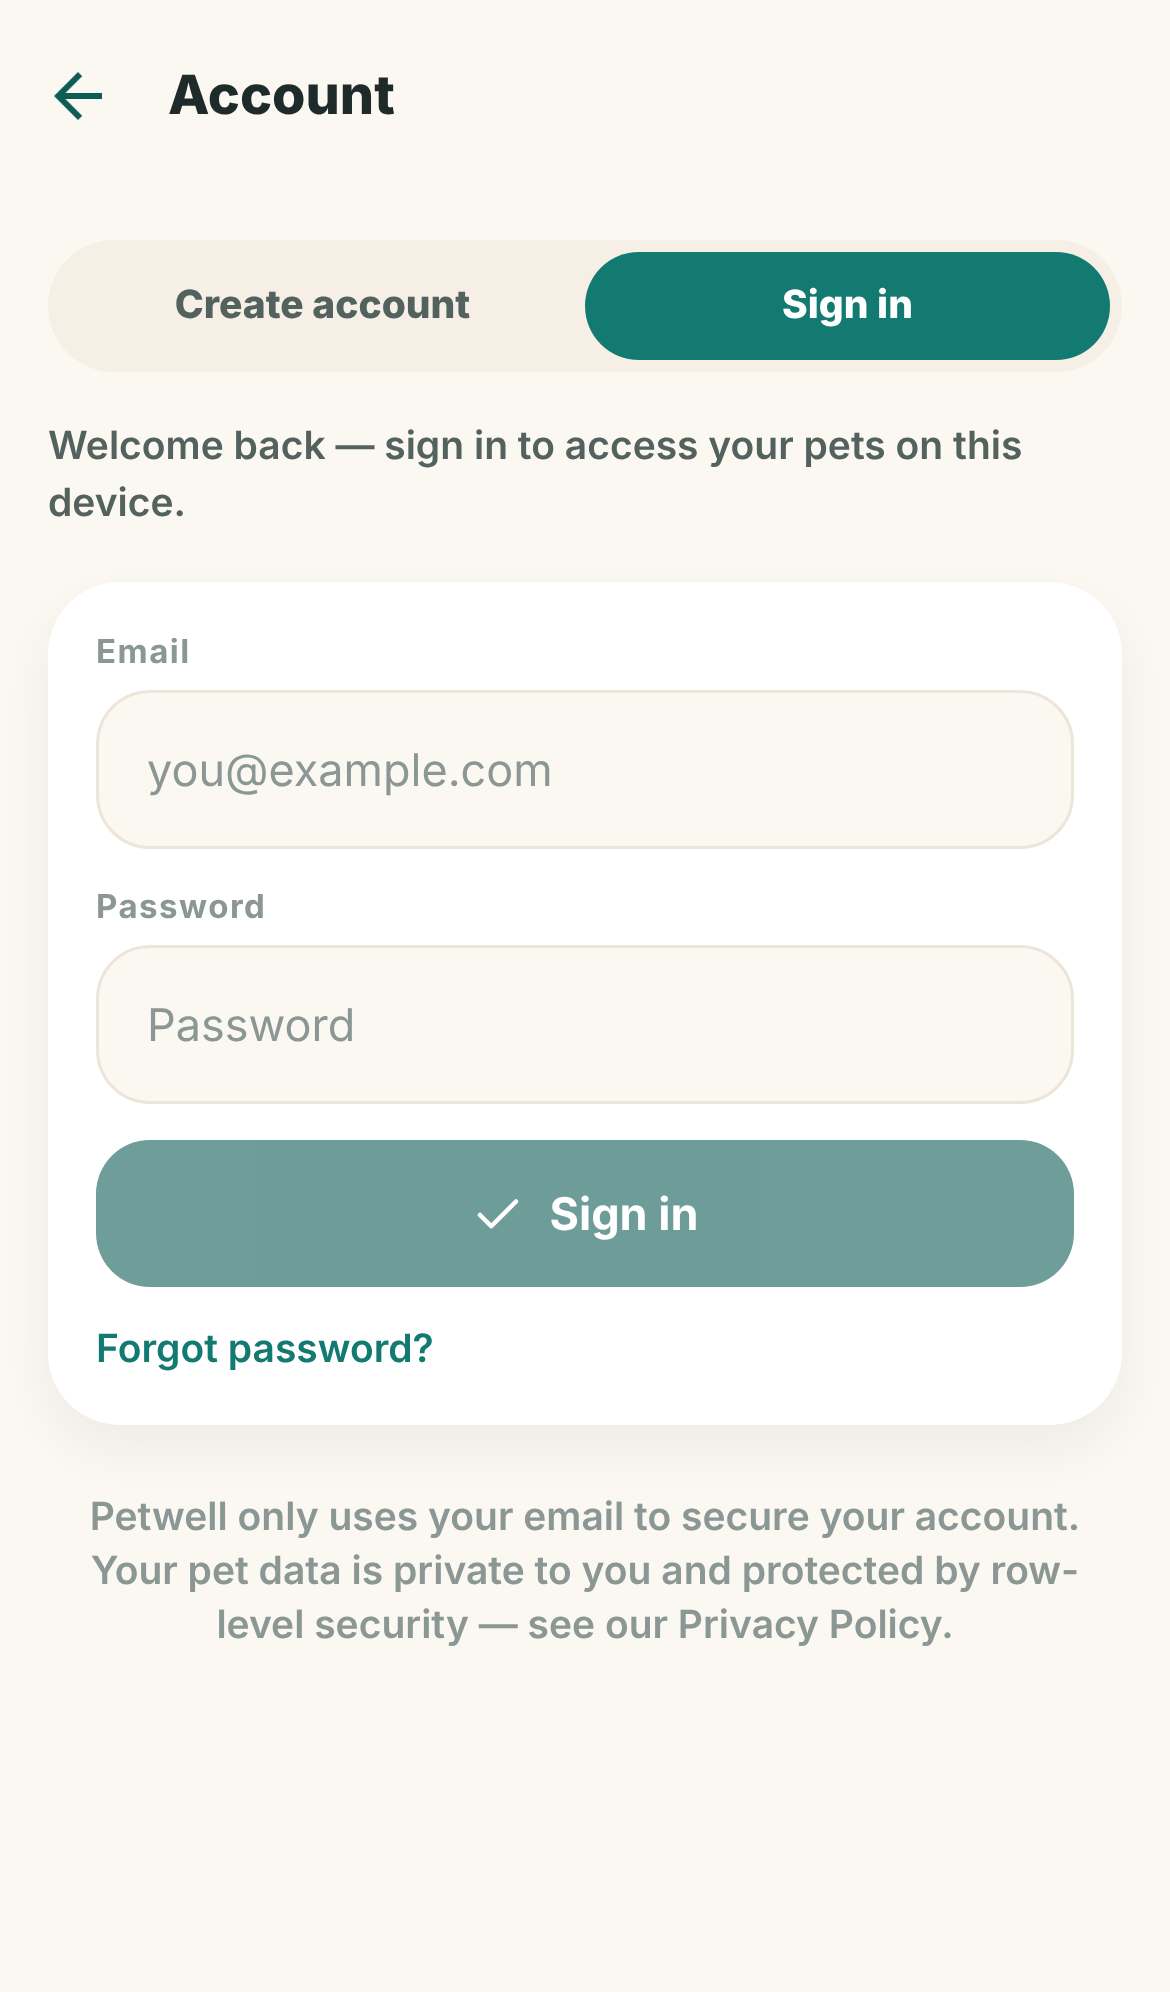 Account
Create account
Sign in
Welcome back — sign in to access your pets on this
device.
Email
you@example.com
Password
Password
Sign in
Forgot password?
Petwell only uses your email to secure your account.
Your pet data is private to you and protected by row-
level security — see our Privacy Policy.